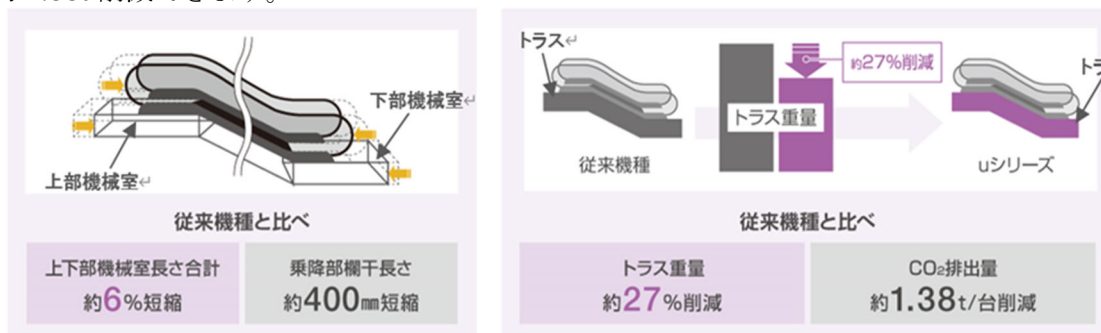 下部機械室
上部機械室
従来機種と比べ
上下部機械室長さ合計
約6%短縮
乗降部欄干長さ
約400mm短縮
トラス
約27%削減
トラ
トラス重量
従来機種
uシリーズ
従来機種と比べ
トラス重量
約27%削減
CO₂排出量
約1.38t/台削減